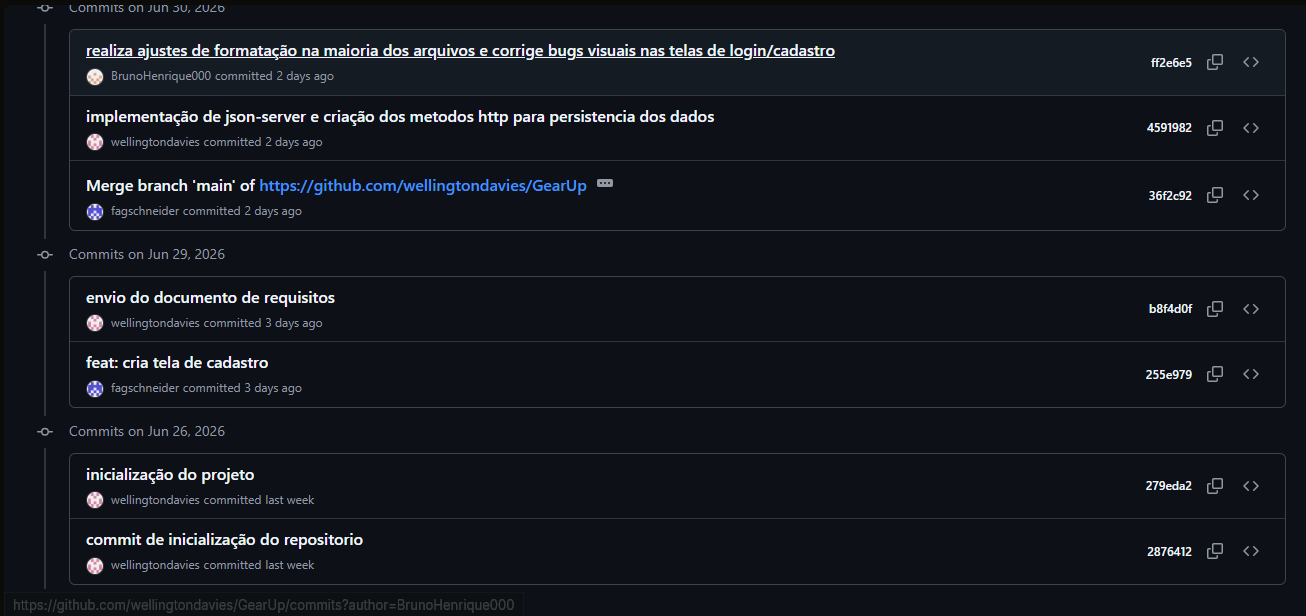 Commits on Jun 30, 2026
realiza ajustes de formatação na maioria dos arquivos e corrige bugs visuais nas telas de login/cadastro
BrunoHenrique000 committed 2 days ago
ff2e6e5
implementação de json-server e criação dos metodos http para persistencia dos dados
wellingtondavies committed 2 days ago
4591982
Merge branch 'main' of https://github.com/wellingtondavies/GearUp
fagschneider committed 2 days ago
36f2c92
Commits on Jun 29, 2026
envio do documento de requisitos
wellingtondavies committed 3 days ago
b8f4d0f
feat: cria tela de cadastro
fagschneider committed 3 days ago
255e979
Commits on Jun 26, 2026
inicialização do projeto
wellingtondavies committed last week
279eda2
commit de inicialização do repositorio
wellingtondavies committed last week
2876412
https://github.com/wellingtondavies/GearUp/commits?author=BrunoHenrique000